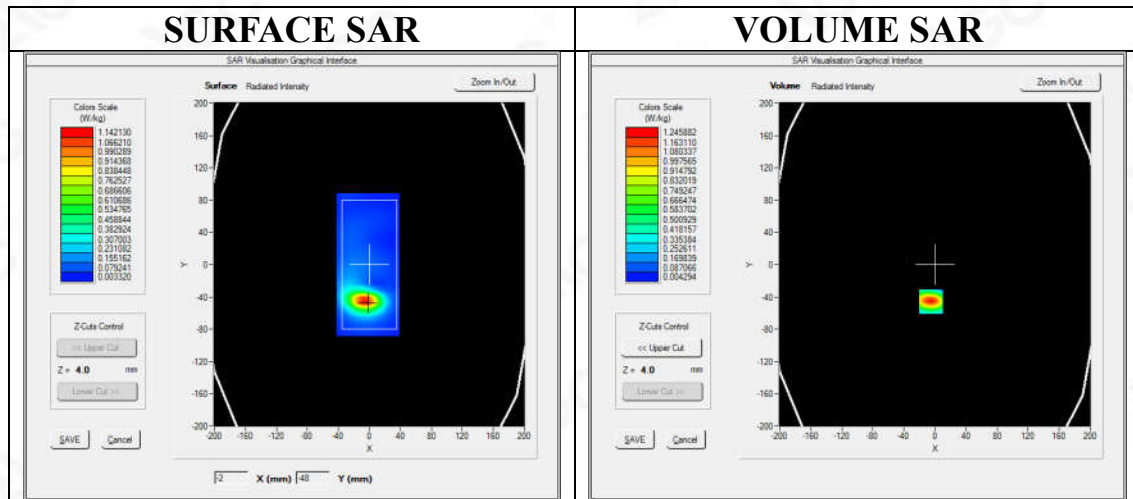 SURFACE SAR
VOLUME SAR
SAR Visualisation Graphical Interface
Surface Radiated Intensity
Zoom In/Out
Colors Scale
(W/kg)
1.142130
1.066210
0.990289
0.914368
0.838448
0.762527
0.686606
0.610686
0.534765
0.458844
0.382924
0.307003
0.231082
0.155162
0.079241
0.003320
Z-Cuts Control
<< Upper Cut
Z = 4.0 mm
Lower Cut >>
SAVE Cancel
200
160
120
80
40
0
-40
-80
-120
-160
-200
Y
-200 -160 -120 -80 -40 0 40 80 120 160 200
X
-2 X (mm) -48 Y (mm)
SAR Visualisation Graphical Interface
Volume Radiated Intensity
Zoom In/Out
Colors Scale
(W/kg)
1.245882
1.163110
1.080337
0.997565
0.914792
0.832019
0.749247
0.666474
0.583702
0.500929
0.418157
0.335384
0.252611
0.169839
0.087066
0.004294
Z-Cuts Control
<< Upper Cut
Z = 4.0 mm
Lower Cut >>
SAVE Cancel
200
160
120
80
40
0
-40
-80
-120
-160
-200
Y
-200 -160 -120 -80 -40 0 40 80 120 160 200
X